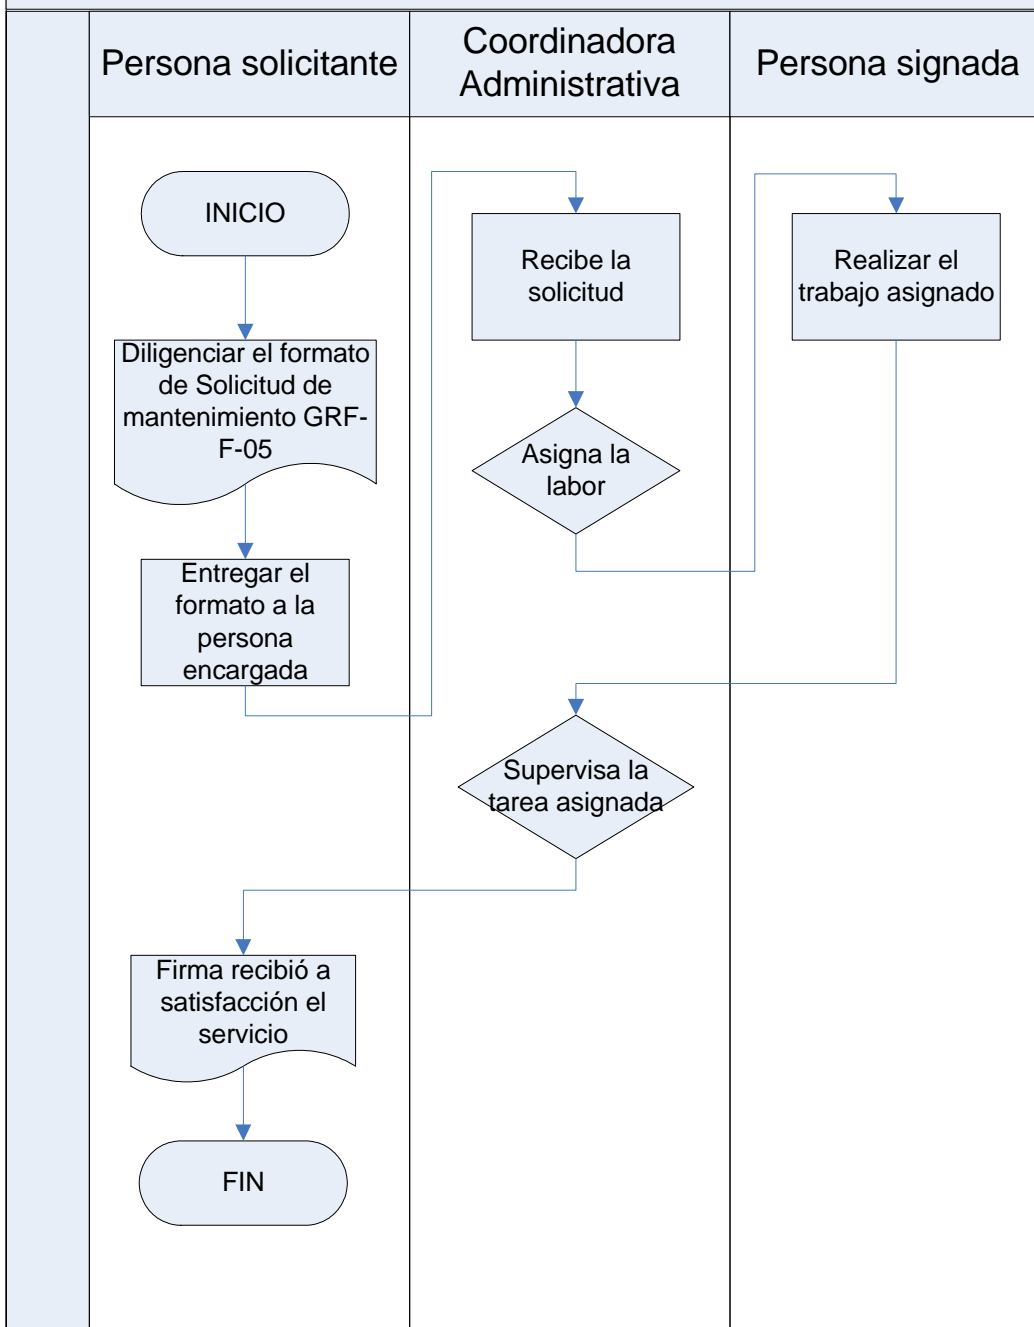 Persona solicitante
Coordinadora
Administrativa
Persona signada
INICIO
Diligenciar el formato
de Solicitud de
mantenimiento GRF-
F-05
Entregar el
formato a la
persona
encargada
Recibe la
solicitud
Asigna la
labor
Realizar el
trabajo asignado
Supervisa la
tarea asignada
Firma recibió a
satisfacción el
servicio
FIN